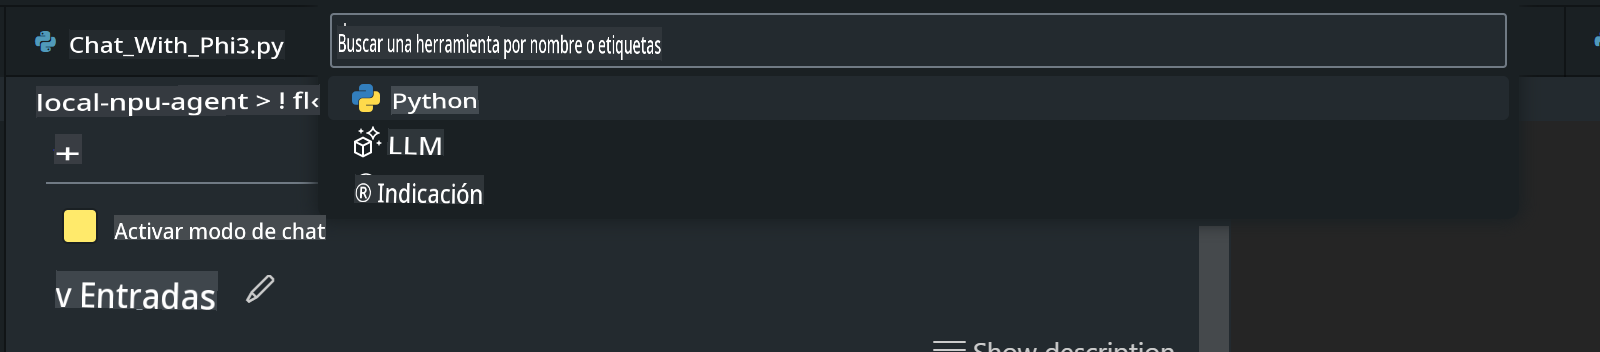 Chat_With_Phi3.py
Buscar una herramienta por nombre o etiquetas
local-npu-agent > ! fl
Python
+
LLM
® Indicación
Activar modo de chat
v Entradas
Show description